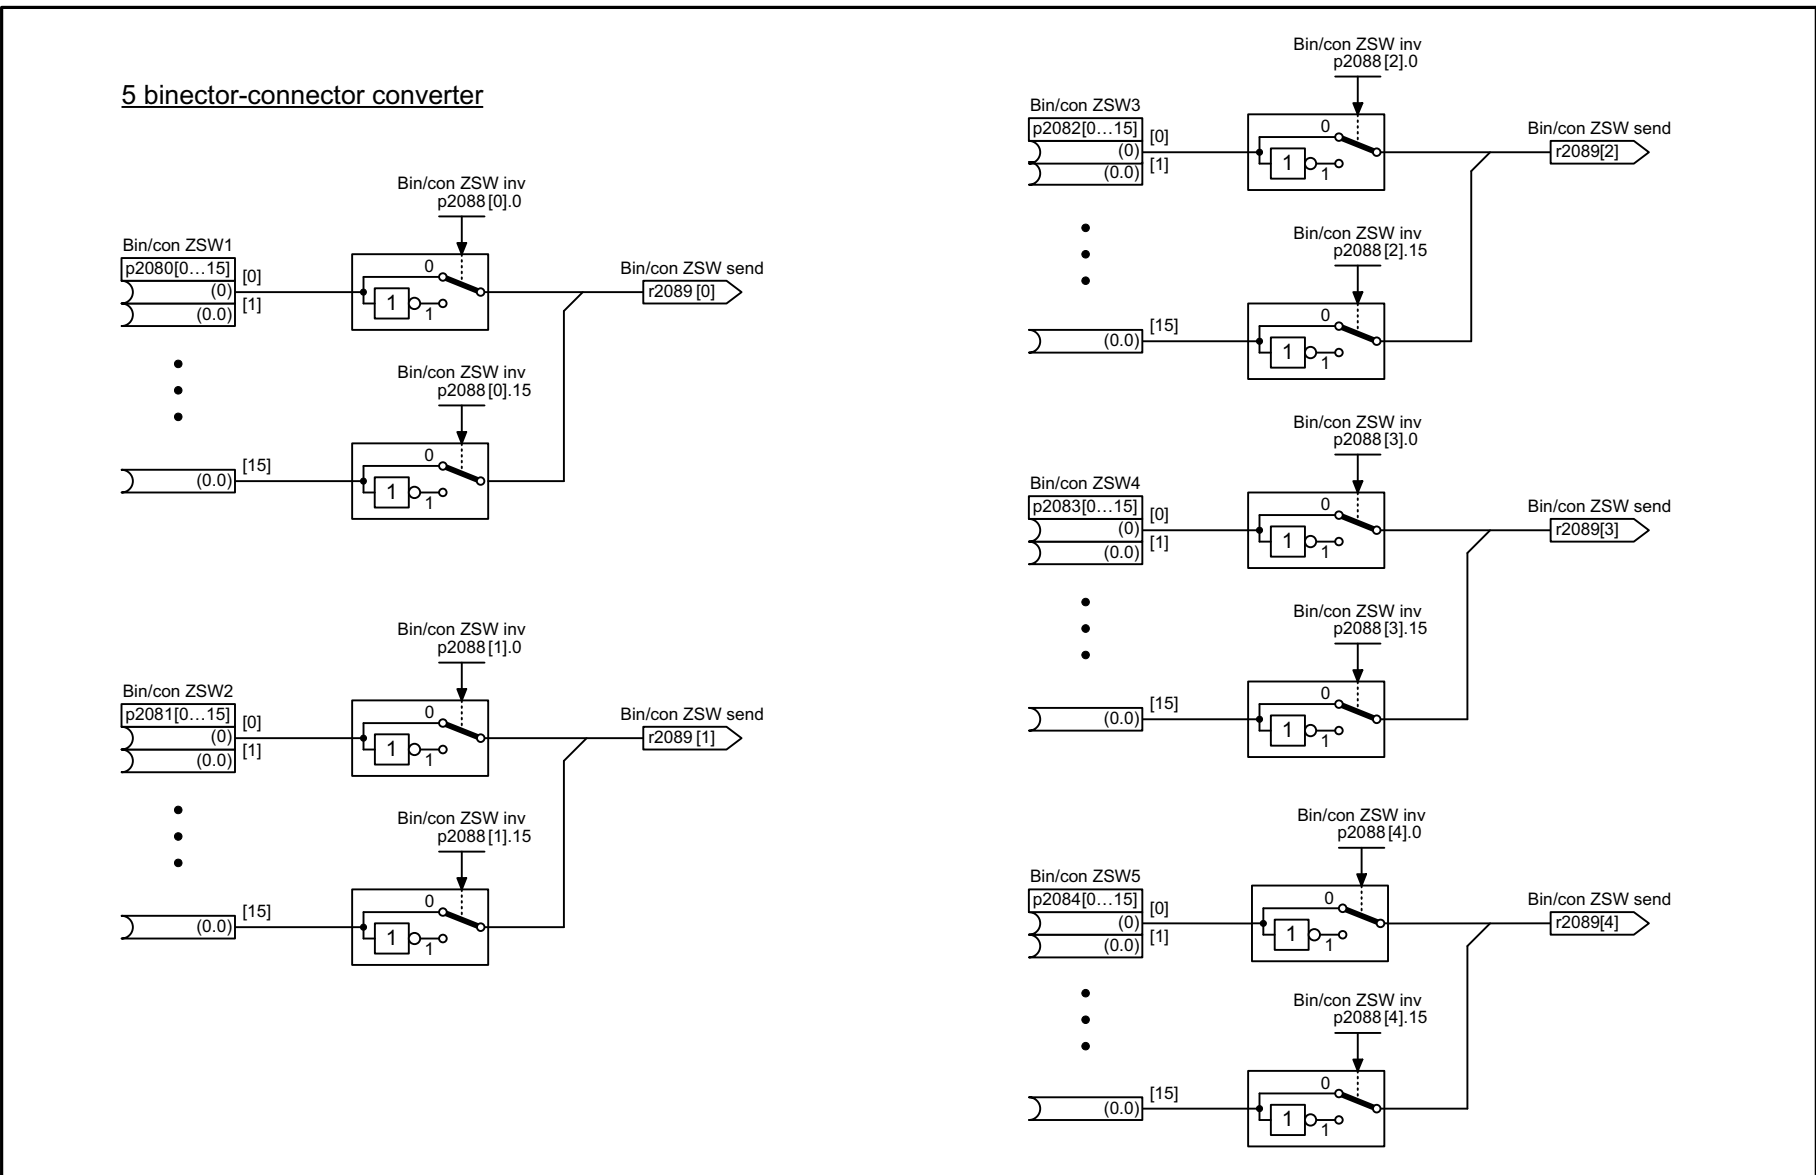 5 binector-connector converter
Bin/con ZSW inv
p2088[0].0
Bin/con ZSW1
p2080[0…15]
[0]
(0)
[1]
(0.0)
0
1
1
Bin/con ZSW send
r2089[0]
Bin/con ZSW inv
p2088[0].15
[15]
(0.0)
0
1
1
Bin/con ZSW inv
p2088[1].0
Bin/con ZSW2
p2081[0…15]
[0]
(0)
[1]
(0.0)
0
1
1
Bin/con ZSW send
r2089[1]
Bin/con ZSW inv
p2088[1].15
[15]
(0.0)
0
1
1
Bin/con ZSW inv
p2088[2].0
Bin/con ZSW3
p2082[0…15]
[0]
(0)
[1]
(0.0)
0
1
1
Bin/con ZSW send
r2089[2]
Bin/con ZSW inv
p2088[2].15
[15]
(0.0)
0
1
1
Bin/con ZSW inv
p2088[3].0
Bin/con ZSW4
p2083[0…15]
[0]
(0)
[1]
(0.0)
0
1
1
Bin/con ZSW send
r2089[3]
Bin/con ZSW inv
p2088[3].15
[15]
(0.0)
0
1
1
Bin/con ZSW inv
p2088[4].0
Bin/con ZSW5
p2084[0…15]
[0]
(0)
[1]
(0.0)
0
1
1
Bin/con ZSW send
r2089[4]
Bin/con ZSW inv
p2088[4].15
[15]
(0.0)
0
1
1